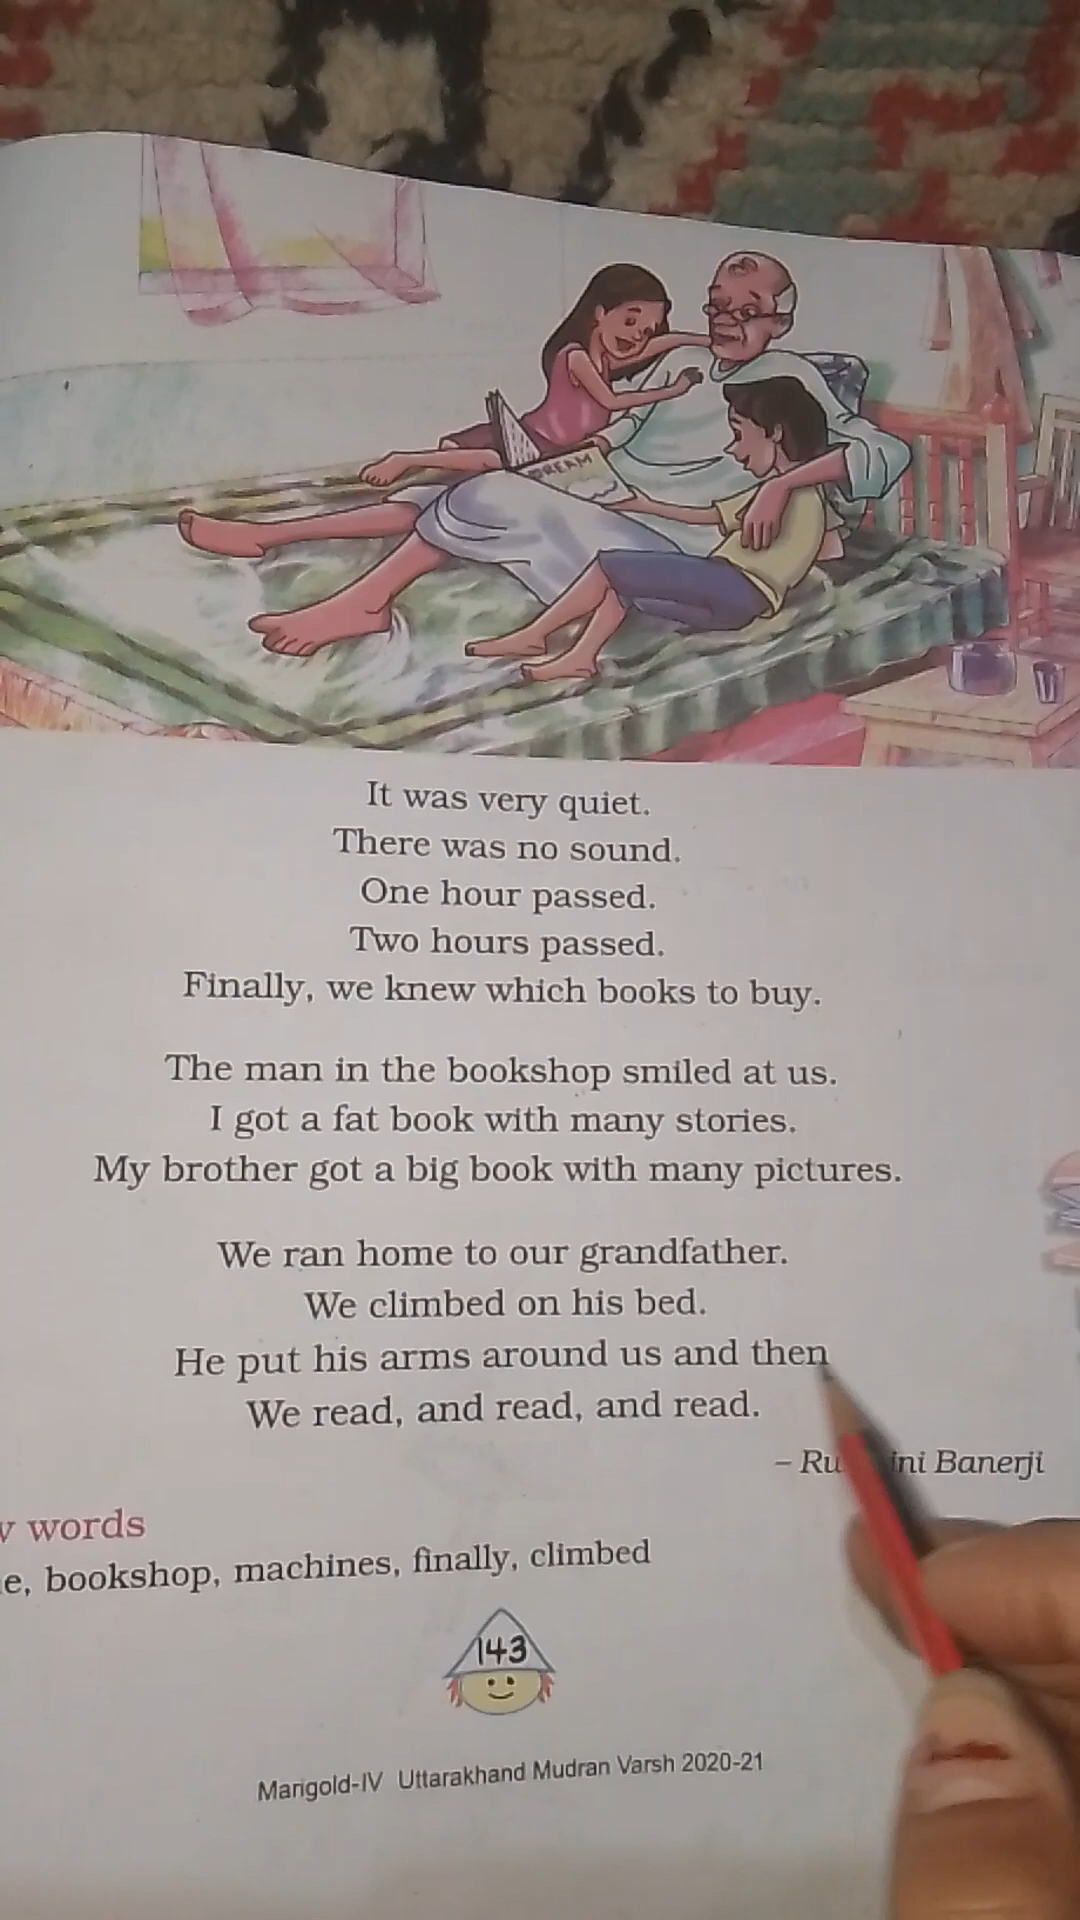 DREAM
It was very quiet.
There was no sound.
One hour passed.
Two hours passed.
Finally, we knew which books to buy.
The man in the bookshop smiled at us.
I got a fat book with many stories.
My brother got a big book with many pictures.
We ran home to our grandfather.
We climbed on his bed.
He put his arms around us and then
We read, and read, and read.
– Banerji
words
bookshop, machines, finally, climbed
143
Marigold-IV Uttarakhand Mudran Varsh 2020-21